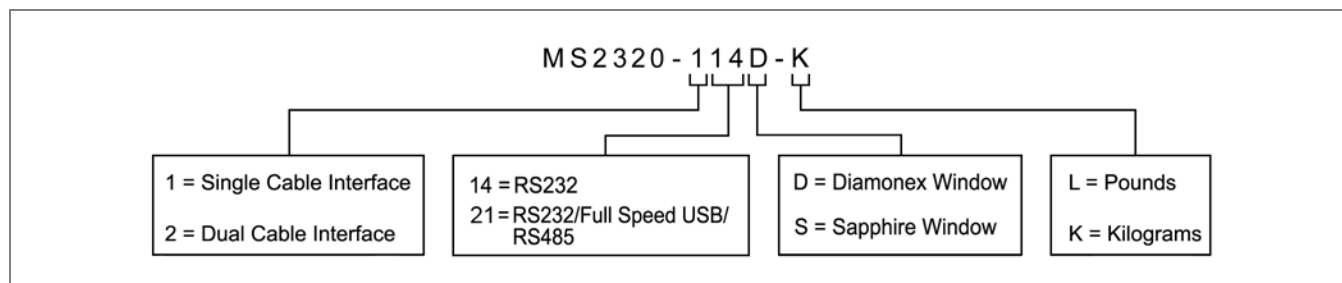 MS2320-114D-K
1 = Single Cable Interface
2 = Dual Cable Interface
14 = RS232
21 = RS232/Full Speed USB/
RS485
D = Diamonex Window
S = Sapphire Window
L = Pounds
K = Kilograms